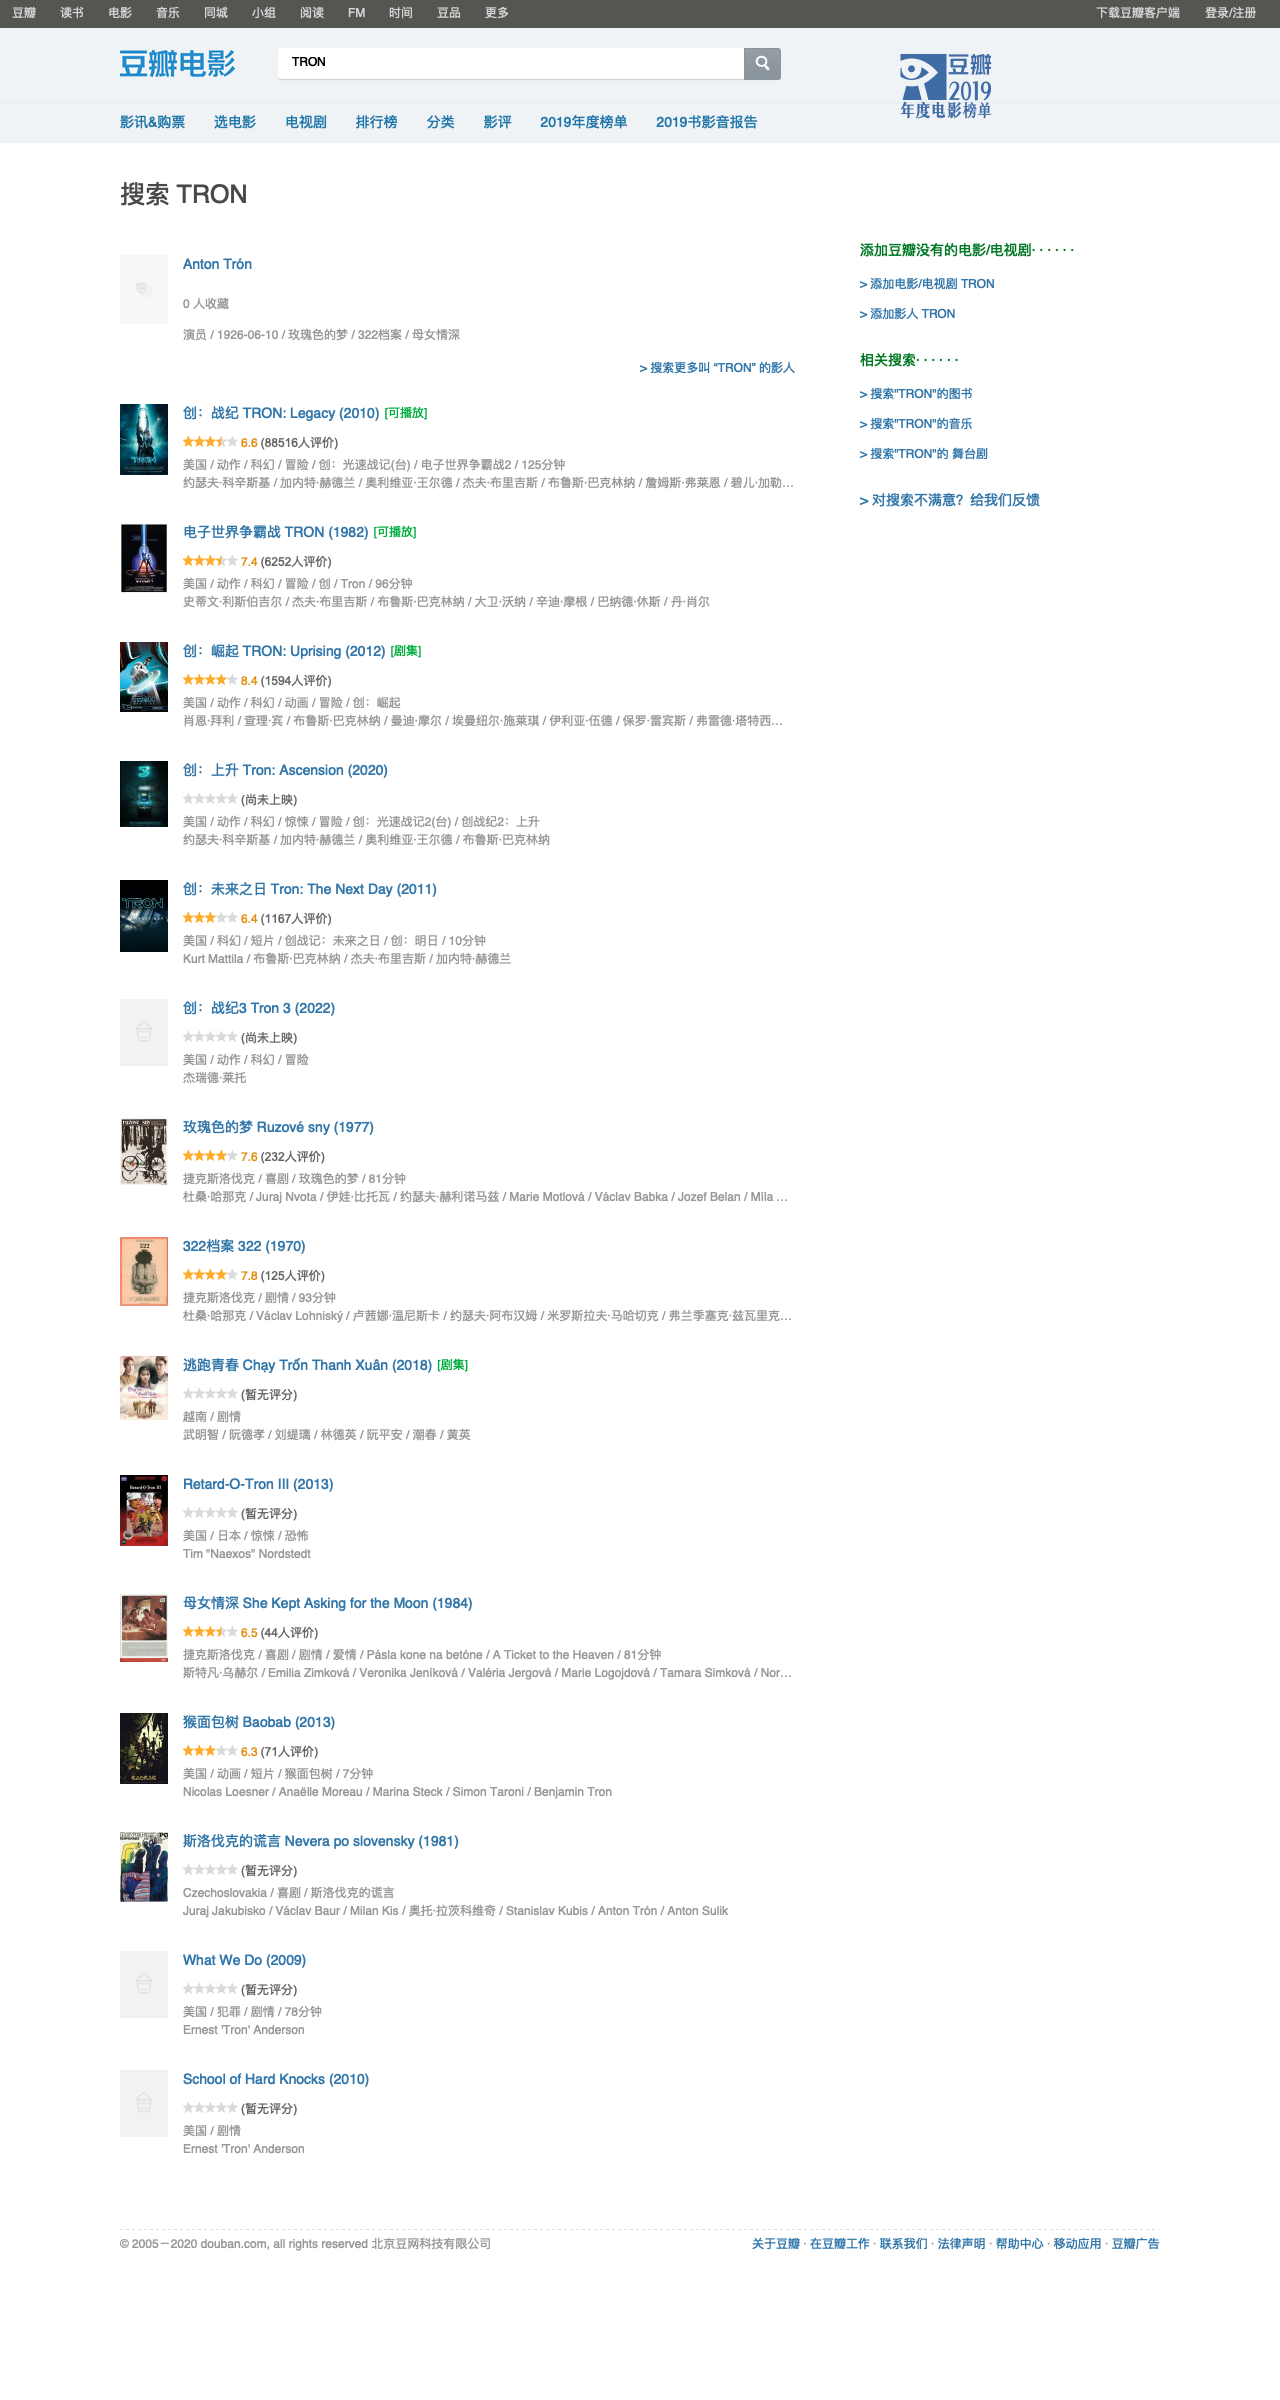 豆瓣 读书 电影 音乐 同城 小组 阅读 FM 时间 豆品 更多 下载豆瓣客户端 登录/注册
豆瓣电影
TRON
豆瓣
2019
年度电影榜单
影讯&购票 选电影 电视剧 排行榜 分类 影评 2019年度榜单 2019书影音报告
搜索 TRON
Anton Trón
0 人收藏
演员 / 1926-06-10 / 玫瑰色的梦 / 322档案 / 母女情深
> 搜索更多叫 “TRON” 的影人
创：战纪 TRON: Legacy (2010) [可播放]
6.6 (88516人评价)
美国 / 动作 / 科幻 / 冒险 / 创：光速战记(台) / 电子世界争霸战2 / 125分钟
约瑟夫·科辛斯基 / 加内特·赫德兰 / 奥利维亚·王尔德 / 杰夫·布里吉斯 / 布鲁斯·巴克林纳 / 詹姆斯·弗莱恩 / 碧儿·加勒...
电子世界争霸战 TRON (1982) [可播放]
7.4 (6252人评价)
美国 / 动作 / 科幻 / 冒险 / 创 / Tron / 96分钟
史蒂文·利斯伯吉尔 / 杰夫·布里吉斯 / 布鲁斯·巴克林纳 / 大卫·沃纳 / 辛迪·摩根 / 巴纳德·休斯 / 丹·肖尔
创：崛起 TRON: Uprising (2012) [剧集]
8.4 (1594人评价)
美国 / 动作 / 科幻 / 动画 / 冒险 / 创：崛起
肖恩·拜利 / 查理·宾 / 布鲁斯·巴克林纳 / 曼迪·摩尔 / 埃曼纽尔·施莱琪 / 伊利亚·伍德 / 保罗·雷宾斯 / 弗雷德·塔特西...
创：上升 Tron: Ascension (2020)
(尚未上映)
美国 / 动作 / 科幻 / 惊悚 / 冒险 / 创：光速战记2(台) / 创战纪2：上升
约瑟夫·科辛斯基 / 加内特·赫德兰 / 奥利维亚·王尔德 / 布鲁斯·巴克林纳
创：未来之日 Tron: The Next Day (2011)
6.4 (1167人评价)
美国 / 科幻 / 短片 / 创战记：未来之日 / 创：明日 / 10分钟
Kurt Mattila / 布鲁斯·巴克林纳 / 杰夫·布里吉斯 / 加内特·赫德兰
创：战纪3 Tron 3 (2022)
(尚未上映)
美国 / 动作 / 科幻 / 冒险
杰瑞德·莱托
玫瑰色的梦 Ruzové sny (1977)
7.6 (232人评价)
捷克斯洛伐克 / 喜剧 / 玫瑰色的梦 / 81分钟
杜桑·哈那克 / Juraj Nvota / 伊娃·比托瓦 / 约瑟夫·赫利诺马兹 / Marie Motlová / Václav Babka / Jozef Belan / Míla ...
322档案 322 (1970)
7.8 (125人评价)
捷克斯洛伐克 / 剧情 / 93分钟
杜桑·哈那克 / Václav Lohniský / 卢茜娜·温尼斯卡 / 约瑟夫·阿布汉姆 / 米罗斯拉夫·马哈切克 / 弗兰季塞克·兹瓦里克...
逃跑青春 Chạy Trốn Thanh Xuân (2018) [剧集]
(暂无评分)
越南 / 剧情
武明智 / 阮德孝 / 刘缇璃 / 林德英 / 阮平安 / 潮春 / 黄英
Retard-O-Tron III (2013)
(暂无评分)
美国 / 日本 / 惊悚 / 恐怖
Tim "Naexos" Nordstedt
母女情深 She Kept Asking for the Moon (1984)
6.5 (44人评价)
捷克斯洛伐克 / 喜剧 / 剧情 / 爱情 / Pásla kone na betóne / A Ticket to the Heaven / 81分钟
斯特凡·乌赫尔 / Emilia Zimková / Veronika Jeníková / Valéria Jergová / Marie Logojdová / Tamara Simková / Nor...
猴面包树 Baobab (2013)
6.3 (71人评价)
美国 / 动画 / 短片 / 猴面包树 / 7分钟
Nicolas Loesner / Anaëlle Moreau / Marina Steck / Simon Taroni / Benjamin Tron
斯洛伐克的谎言 Nevera po slovensky (1981)
(暂无评分)
Czechoslovakia / 喜剧 / 斯洛伐克的谎言
Juraj Jakubisko / Václav Baur / Milan Kis / 奥托·拉茨科维奇 / Stanislav Kubis / Anton Trón / Anton Sulík
What We Do (2009)
(暂无评分)
美国 / 犯罪 / 剧情 / 78分钟
Ernest 'Tron' Anderson
School of Hard Knocks (2010)
(暂无评分)
美国 / 剧情
Ernest 'Tron' Anderson
添加豆瓣没有的电影/电视剧· · · · · ·
> 添加电影/电视剧 TRON
> 添加影人 TRON
相关搜索· · · · · ·
> 搜索"TRON"的图书
> 搜索"TRON"的音乐
> 搜索"TRON"的 舞台剧
> 对搜索不满意？给我们反馈
© 2005－2020 douban.com, all rights reserved 北京豆网科技有限公司
关于豆瓣 · 在豆瓣工作 · 联系我们 · 法律声明 · 帮助中心 · 移动应用 · 豆瓣广告